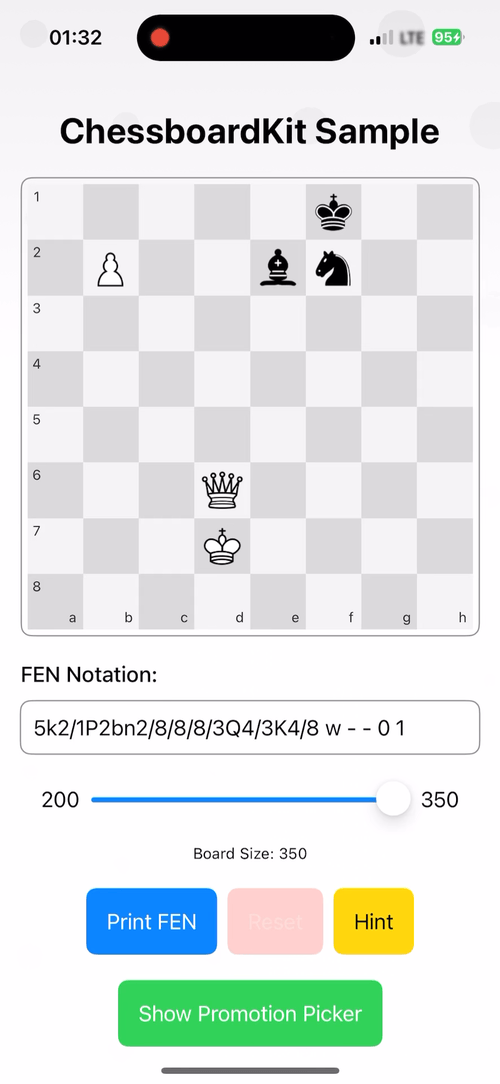 01:32 LTE 95
ChessboardKit Sample
1
2
3
4
5
6
7
8
a b c d e f g h
FEN Notation:
5k2/1P2bn2/8/8/8/3Q4/3K4/8 w - - 0 1
200 350
Board Size: 350
Print FEN Reset Hint
Show Promotion Picker